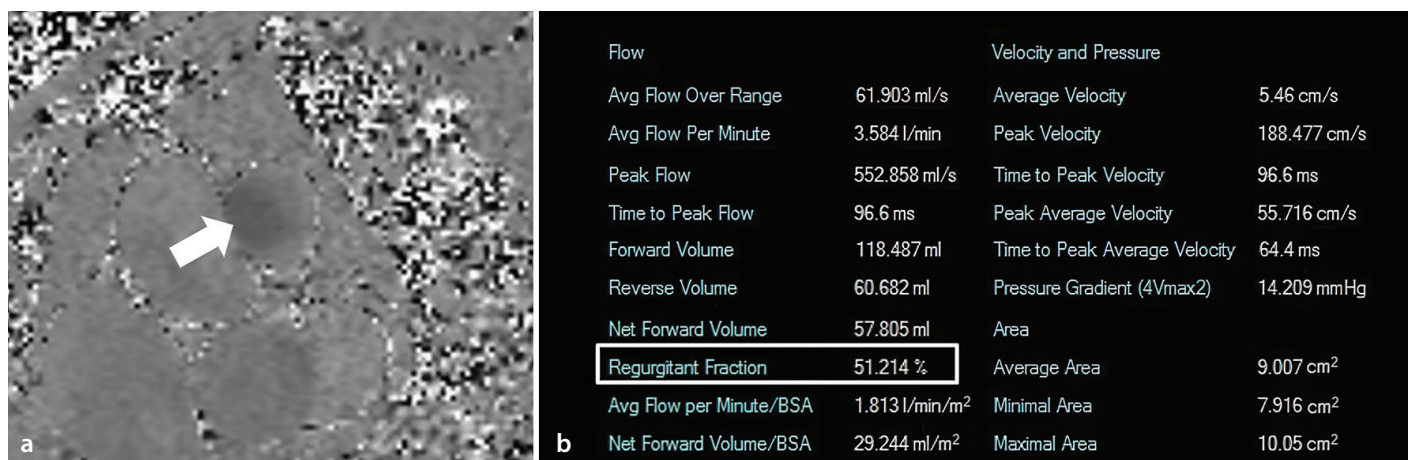 Flow Velocity and Pressure
Avg Flow Over Range 61.903 ml/s Average Velocity 5.46 cm/s
Avg Flow Per Minute 3.584 l/min Peak Velocity 188.477 cm/s
Peak Flow 552.858 ml/s Time to Peak Velocity 96.6 ms
Time to Peak Flow 96.6 ms Peak Average Velocity 55.716 cm/s
Forward Volume 118.487 ml Time to Peak Average Velocity 64.4 ms
Reverse Volume 60.682 ml Pressure Gradient (4Vmax2) 14.209 mmHg
Net Forward Volume 57.805 ml Area
Regurgitant Fraction 51.214 % Average Area 9.007 cm²
Avg Flow per Minute/BSA 1.813 l/min/m² Minimal Area 7.916 cm²
a b Net Forward Volume/BSA 29.244 ml/m² Maximal Area 10.05 cm²